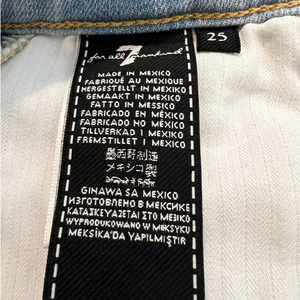 for all 7 mankind
25
MADE IN MEXICO
FABRIQUÉ AU MEXIQUE
HERGESTELLT IN MEXIKO
GEMAAKT IN MEXICO
FATTO IN MESSICO
FABRICADO EN MÉXICO
FABRICADO NO MÉXICO
TILLVERKAD I MEXIKO
FREMSTILLET I MEXICO
墨西哥制造
メキシコ製
GINAWA SA MEXICO
ИЗГОТОВЛЕНО В МЕКСИКЕ
ΚΑΤΑΣΚΕΥΑΖΕΤΑΙ ΣΤΟ ΜΕΞΙΚΟ
WYPRODUKOWANO W MEKSYKU
MEKSİKA'DA YAPILMIŞTIR